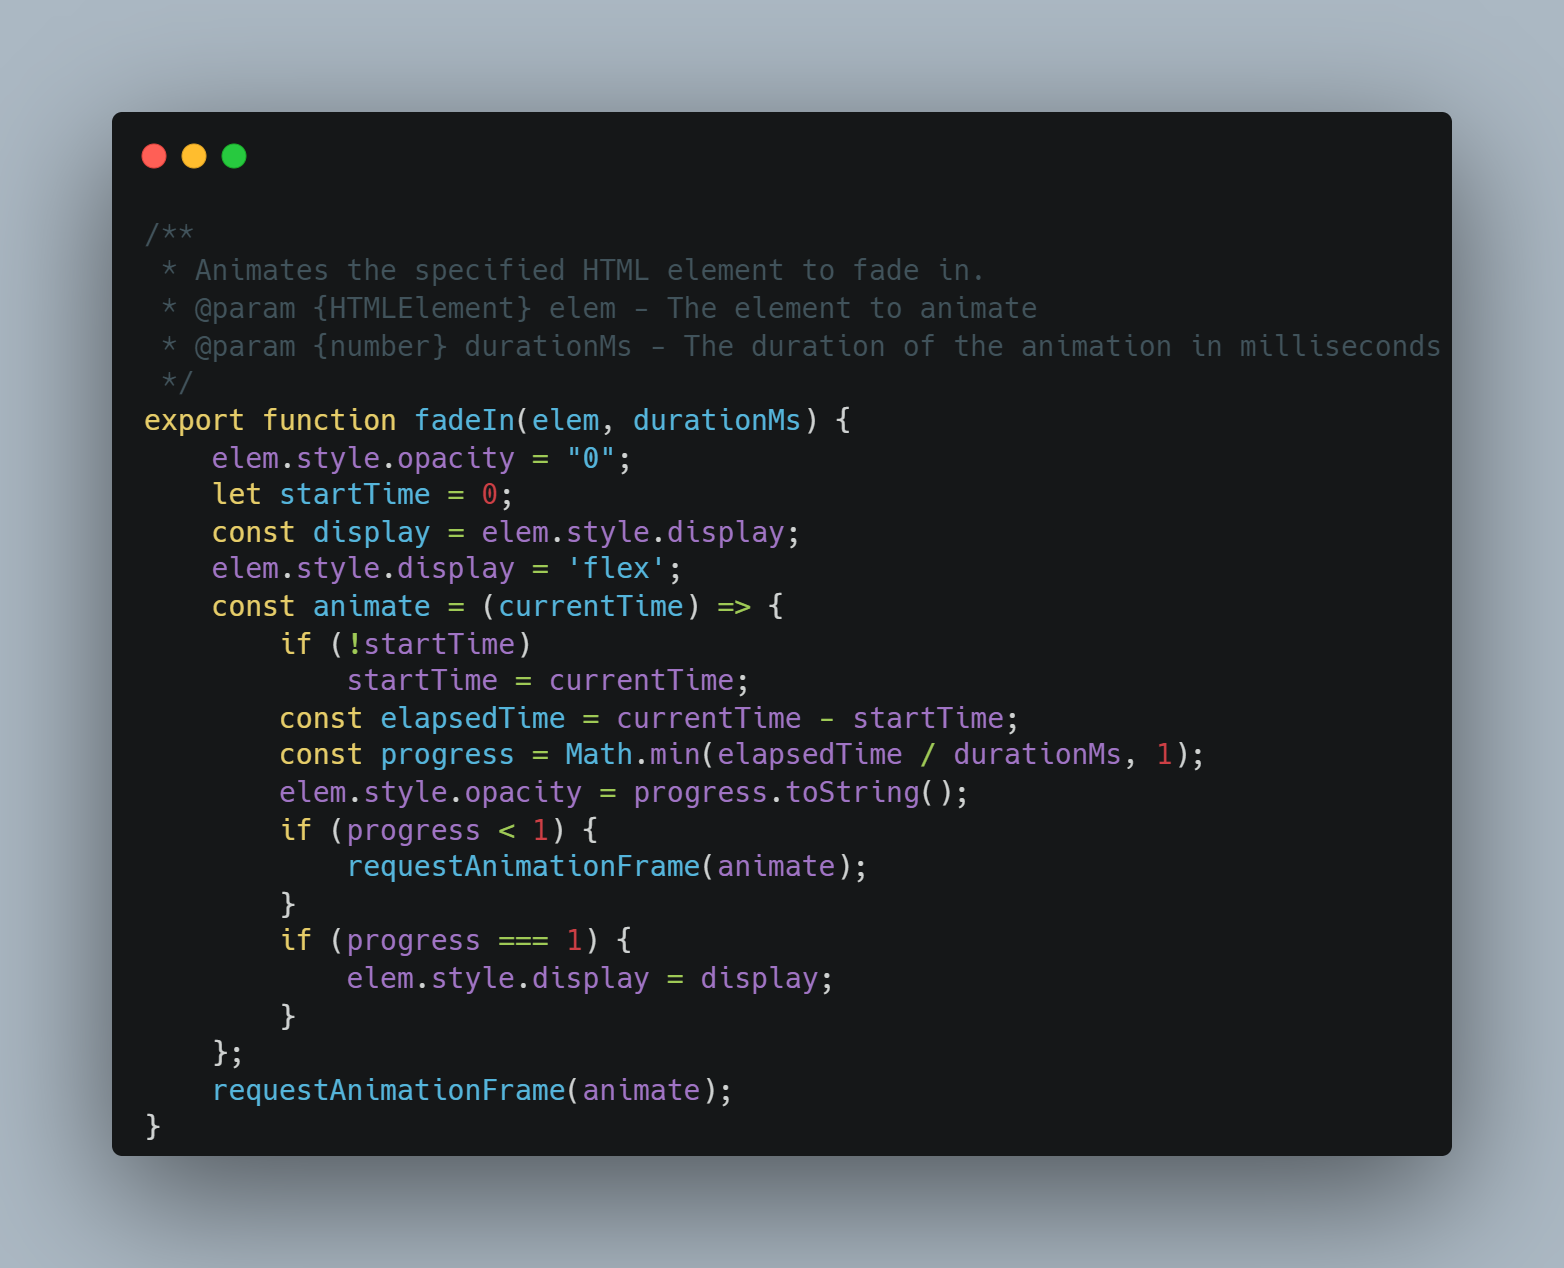 /**
 * Animates the specified HTML element to fade in.
 * @param {HTMLElement} elem - The element to animate
 * @param {number} durationMs - The duration of the animation in milliseconds
 */
export function fadeIn(elem, durationMs) {
    elem.style.opacity = "0";
    let startTime = 0;
    const display = elem.style.display;
    elem.style.display = 'flex';
    const animate = (currentTime) => {
        if (!startTime)
            startTime = currentTime;
        const elapsedTime = currentTime - startTime;
        const progress = Math.min(elapsedTime / durationMs, 1);
        elem.style.opacity = progress.toString();
        if (progress < 1) {
            requestAnimationFrame(animate);
        }
        if (progress === 1) {
            elem.style.display = display;
        }
    };
    requestAnimationFrame(animate);
}